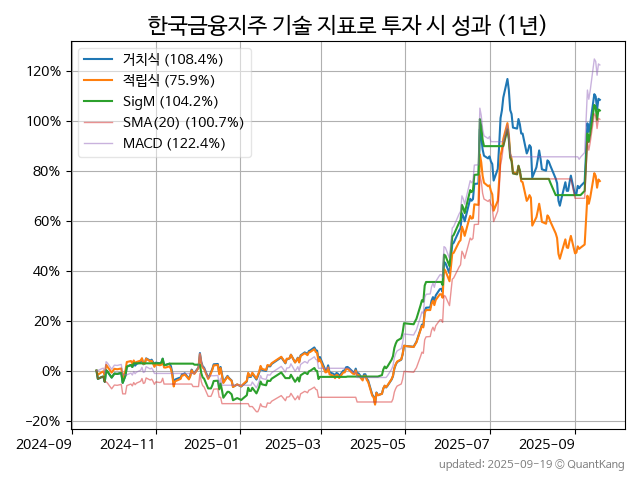 한국금융지주 기술 지표로 투자 시 성과 (1년)
거치식 (108.4%)
적립식 (75.9%)
SigM (104.2%)
SMA(20) (100.7%)
MACD (122.4%)
120%
100%
80%
60%
40%
20%
0%
−20%
2024-09 2024-11 2025-01 2025-03 2025-05 2025-07 2025-09
updated: 2025-09-19 © QuantKang